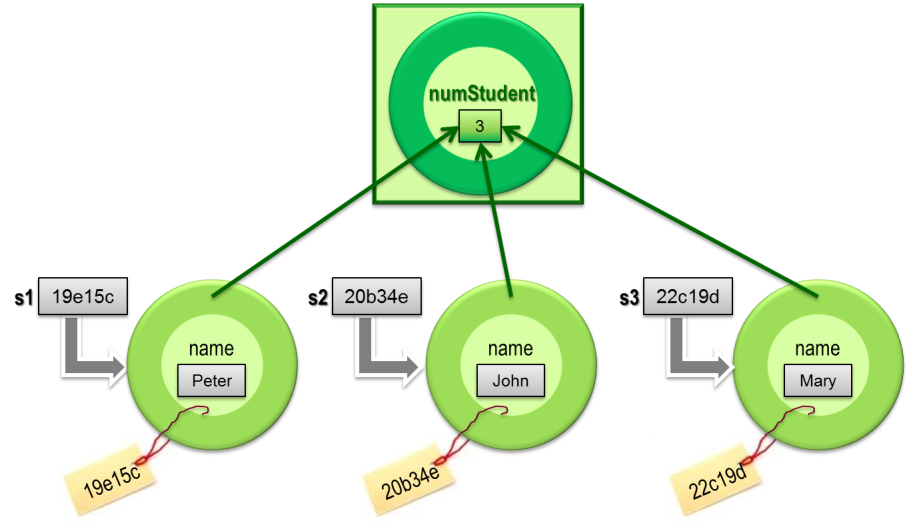 numStudent
3
s1 19e15c
s2 20b34e
s3 22c19d
name
Peter
name
John
name
Mary
19e15c
20b34e
22c19d